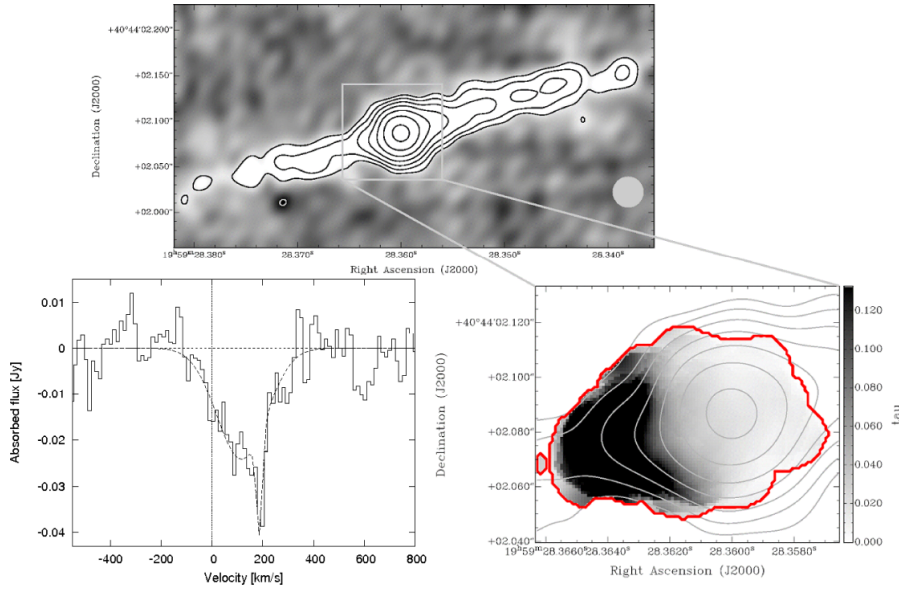 +40°44'02.200"
+02.150"
+02.100"
+02.050"
+02.000"
Declination (J2000)
19ʰ59ᵐ28.380ˢ 28.370ˢ 28.360ˢ 28.350ˢ 28.340ˢ
Right Ascension (J2000)
0.01
0
-0.01
-0.02
-0.03
-0.04
Absorbed flux [Jy]
-400 -200 0 200 400 600 800
Velocity [km/s]
+40°44'02.120"
+02.100"
+02.080"
+02.060"
+02.040"
Declination (J2000)
19ʰ59ᵐ28.3660ˢ 28.3640ˢ 28.3620ˢ 28.3600ˢ 28.3580ˢ
Right Ascension (J2000)
0.120
0.100
0.080
0.060
0.040
0.020
0.000
tau